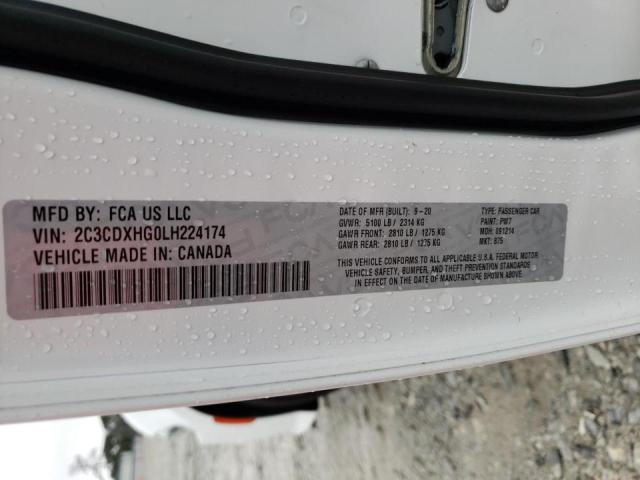 MFD BY: FCA US LLC
VIN: 2C3CDXHG0LH224174
VEHICLE MADE IN: CANADA
DATE OF MFR (BUILT): 9-20
GVWR: 5100 LB / 2314 KG
GAWR FRONT: 2810 LB / 1275 KG
GAWR REAR: 2810 LB / 1275 KG
TYPE: PASSENGER CAR
PAINT: PW7
MDH: 091214
MKT: B75
THIS VEHICLE CONFORMS TO ALL APPLICABLE U.S.A. FEDERAL MOTOR
VEHICLE SAFETY, BUMPER, AND THEFT PREVENTION STANDARDS
IN EFFECT ON THE DATE OF MANUFACTURE SHOWN ABOVE.